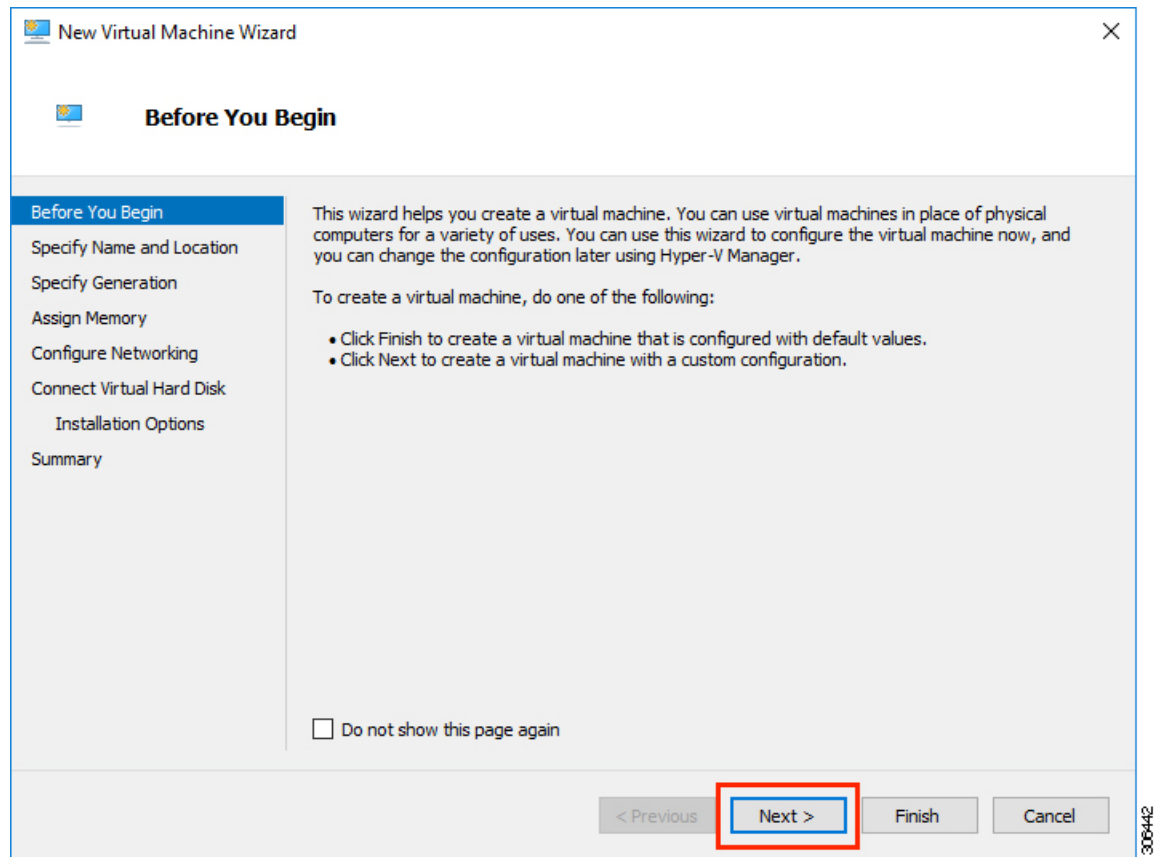 New Virtual Machine Wizard
Before You Begin
Before You Begin
Specify Name and Location
Specify Generation
Assign Memory
Configure Networking
Connect Virtual Hard Disk
Installation Options
Summary
This wizard helps you create a virtual machine. You can use virtual machines in place of physical
computers for a variety of uses. You can use this wizard to configure the virtual machine now, and
you can change the configuration later using Hyper-V Manager.
To create a virtual machine, do one of the following:
• Click Finish to create a virtual machine that is configured with default values.
• Click Next to create a virtual machine with a custom configuration.
Do not show this page again
< Previous
Next >
Finish
Cancel
306442